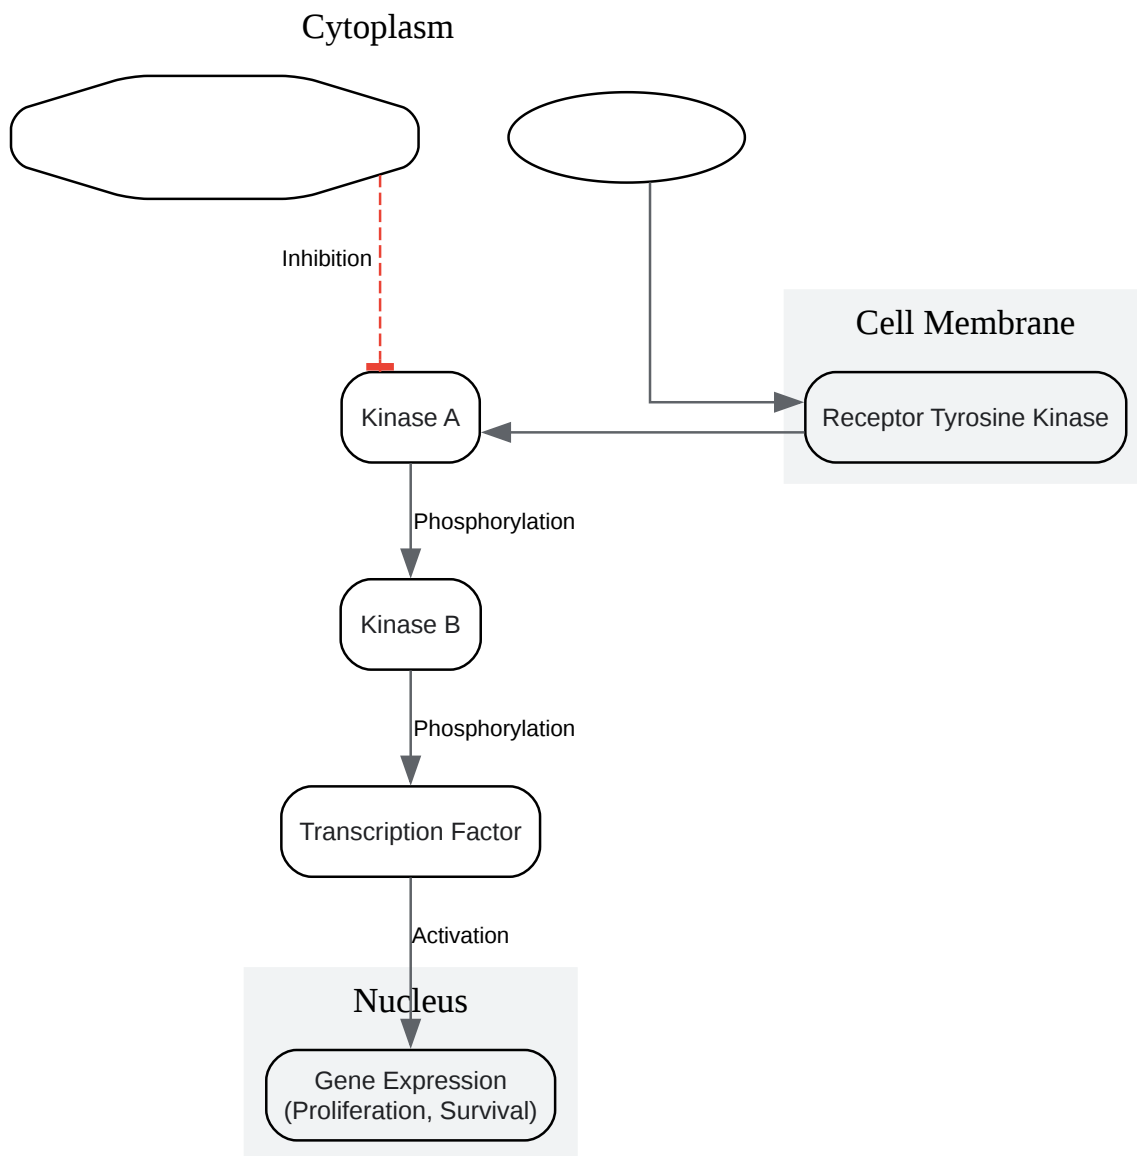 Cytoplasm
Inhibition
Cell Membrane
Kinase A
Receptor Tyrosine Kinase
Phosphorylation
Kinase B
Phosphorylation
Transcription Factor
Activation
Nucleus
Gene Expression
(Proliferation, Survival)